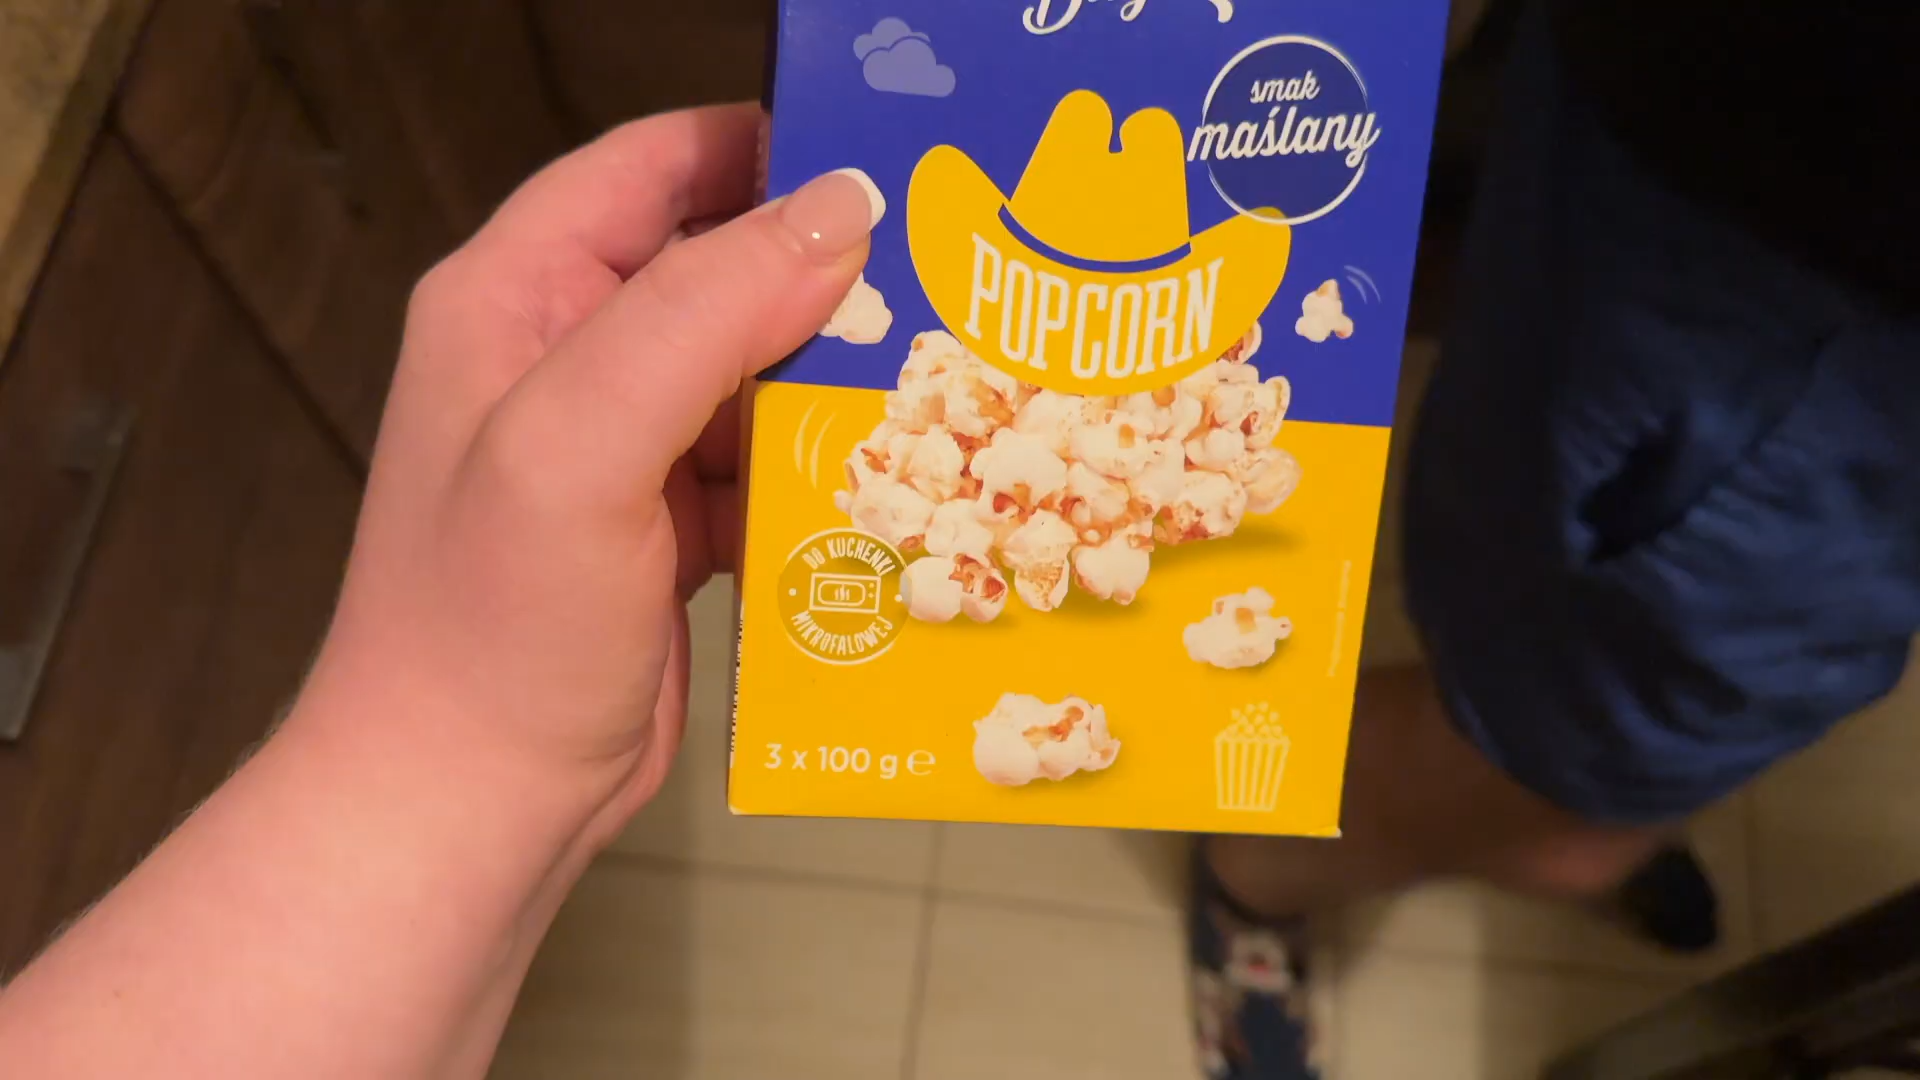 smak
maślany
POPCORN
DO KUCHENKI
MIKROFALOWEJ
3 x 100 g ℮